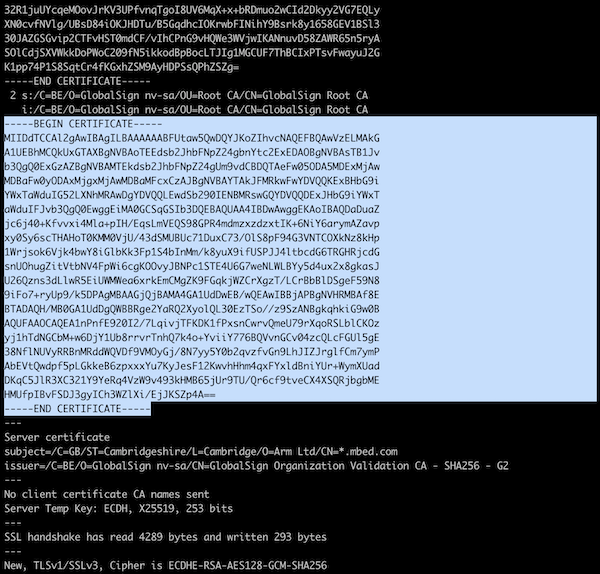 3ZR1juUYcqeMOovJrKV3UPfvnqTgoI8UV6MqX+x+bRDmuo2wCId2Dkyy2VG7EQLy
XN0cvfNVlg/UBsD84iOKJHDTu/B5GqdhcIOKrwbFINihY9Bsrk8y1658GEV1BSl3
30JAZGSGvip2CTFvHST0mdCF/vIhCPnG9vHQWe3WVjwIKANnuvD58ZAWR65n5ryA
SOlCdjSXVWkkDoPWoC209fN5ikkodBpBocLTJIg1MGCUF7ThBCIxPTsvFwayuJ2G
K1pp74P1S8SqtCr4fKGxhZSM9AyHDPSsQPhZSZg=
-----END CERTIFICATE-----
2 s:/C=BE/O=GlobalSign nv-sa/OU=Root CA/CN=GlobalSign Root CA
i:/C=BE/O=GlobalSign nv-sa/OU=Root CA/CN=GlobalSign Root CA
-----BEGIN CERTIFICATE-----
MIIDdTCCAl2gAwIBAgILBAAAAAABFUtaw5QwDQYJKoZIhvcNAQEFBQAwVzELMAkG
A1UEBhMCQkUxGTAXBgNVBAoTEEdsb2JhbFNpZ24gbnYtc2ExEDAOBgNVBAsTB1Jv
b3QgQ0ExGzAZBgNVBAMTEkdsb2JhbFNpZ24gUm9vdCBDQTAeFw05ODA5MDExMjAw
MDBaFw0yODAxMjgxMjAwMDBaMFcxCzAJBgNVBAYTAkJFMRkwFwYDVQQKExBHbG9i
YWxTaWduIG52LXNhMRAwDgYDVQQLEwdSb290IENBMRswGQYDVQQDExJHbG9iYWxT
aWduIFJvb3QgQ0EwggEiMA0GCSqGSIb3DQEBAQUAA4IBDwAwggEKAoIBAQDaDuaZ
jc6j40+Kfvvxi4Mla+pIH/EqsLmVEQS98GPR4mdmzxzdzxtIK+6NiY6arymAZavp
xy0Sy6scTHAHoT0KMM0VjU/43dSMUBUc71DuxC73/OlS8pF94G3VNTCOXkNz8kHp
1Wrjsok6Vjk4bwY8iGlbKk3Fp1S4bInMm/k8yuX9ifUSPJJ4ltbcdG6TRGHRjcdG
snUOhugZitVtbNV4FpWi6cgKOOvyJBNPc1STE4U6G7weNLWLBYy5d4ux2x8gkasJ
U26Qzns3dLlwR5EiUWMWea6xrkEmCMgZK9FGqkjWZCrXgzT/LCrBbBlDSgeF59N8
9iFo7+ryUp9/k5DPAgMBAAGjQjBAMA4GA1UdDwEB/wQEAwIBBjAPBgNVHRMBAf8E
BTADAQH/MB0GA1UdDgQWBBRge2YaRQ2XyolQL30EzTSo//z9SzANBgkqhkiG9w0B
AQUFAAOCAQEA1nPnfE920I2/7LqivjTFKDK1fPxsnCwrvQmeU79rXqoRSLblCKOz
yj1hTdNGCbM+w6DjY1Ub8rrvrTnhQ7k4o+YviiY776BQVvnGCv04zcQLcFGUl5gE
38NflNUVyRRBnMRddWQVDf9VMOyGj/8N7yy5Y0b2qvzfvGn9LhJIZJrglfCm7ymP
AbEVtQwdpf5pLGkkeB6zpxxxYu7KyJesF12KwvhHhm4qxFYxldBniYUr+WymXUad
DKqC5JlR3XC321Y9YeRq4VzW9v493kHMB65jUr9TU/Qr6cf9tveCX4XSQRjbgbME
HMUfpIBvFSDJ3gyICh3WZlXi/EjJKSZp4A==
-----END CERTIFICATE-----
---
Server certificate
subject=/C=GB/ST=Cambridgeshire/L=Cambridge/O=Arm Ltd/CN=*.mbed.com
issuer=/C=BE/O=GlobalSign nv-sa/CN=GlobalSign Organization Validation CA - SHA256 - G2
---
No client certificate CA names sent
Server Temp Key: ECDH, X25519, 253 bits
---
SSL handshake has read 4289 bytes and written 293 bytes
---
New, TLSv1/SSLv3, Cipher is ECDHE-RSA-AES128-GCM-SHA256